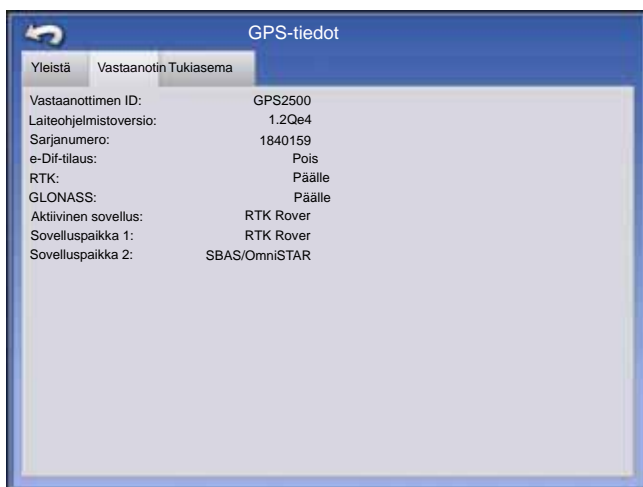 GPS-tiedot
Yleistä Vastaanotin Tukiasema
Vastaanottimen ID: GPS2500
Laiteohjelmistoversio: 1.2Qe4
Sarjanumero: 1840159
e-Dif-tilaus: Pois
RTK: Päälle
GLONASS: Päälle
Aktiivinen sovellus: RTK Rover
Sovelluspaikka 1: RTK Rover
Sovelluspaikka 2: SBAS/OmniSTAR